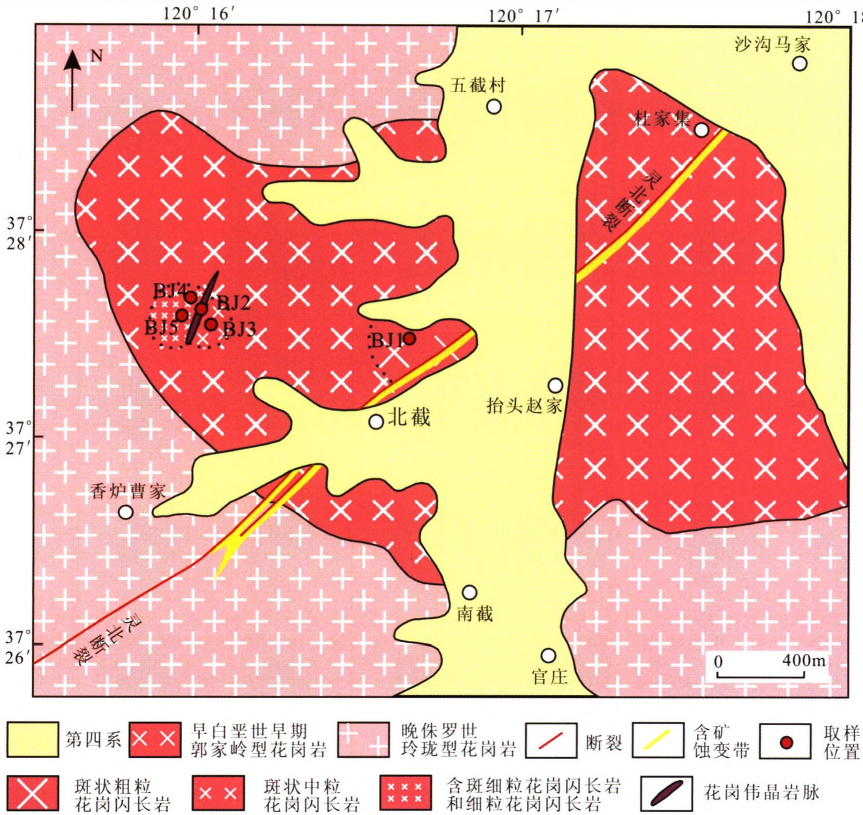 120° 16′
120° 17′
120° 18
N
沙沟马家
五截村
杜家集
灵北断裂
37°
28′
BJ4
BJ2
BJ5
BJ3
BJ1
抬头赵家
北截
37°
27′
香炉曹家
南截
灵北断裂
37°
26′
官庄
0 400m
第四系
早白垩世早期
郭家岭型花岗岩
晚侏罗世
玲珑型花岗岩
断裂
含矿
蚀变带
取样
位置
斑状粗粒
花岗闪长岩
斑状中粒
花岗闪长岩
含斑细粒花岗闪长岩
和细粒花岗闪长岩
花岗伟晶岩脉